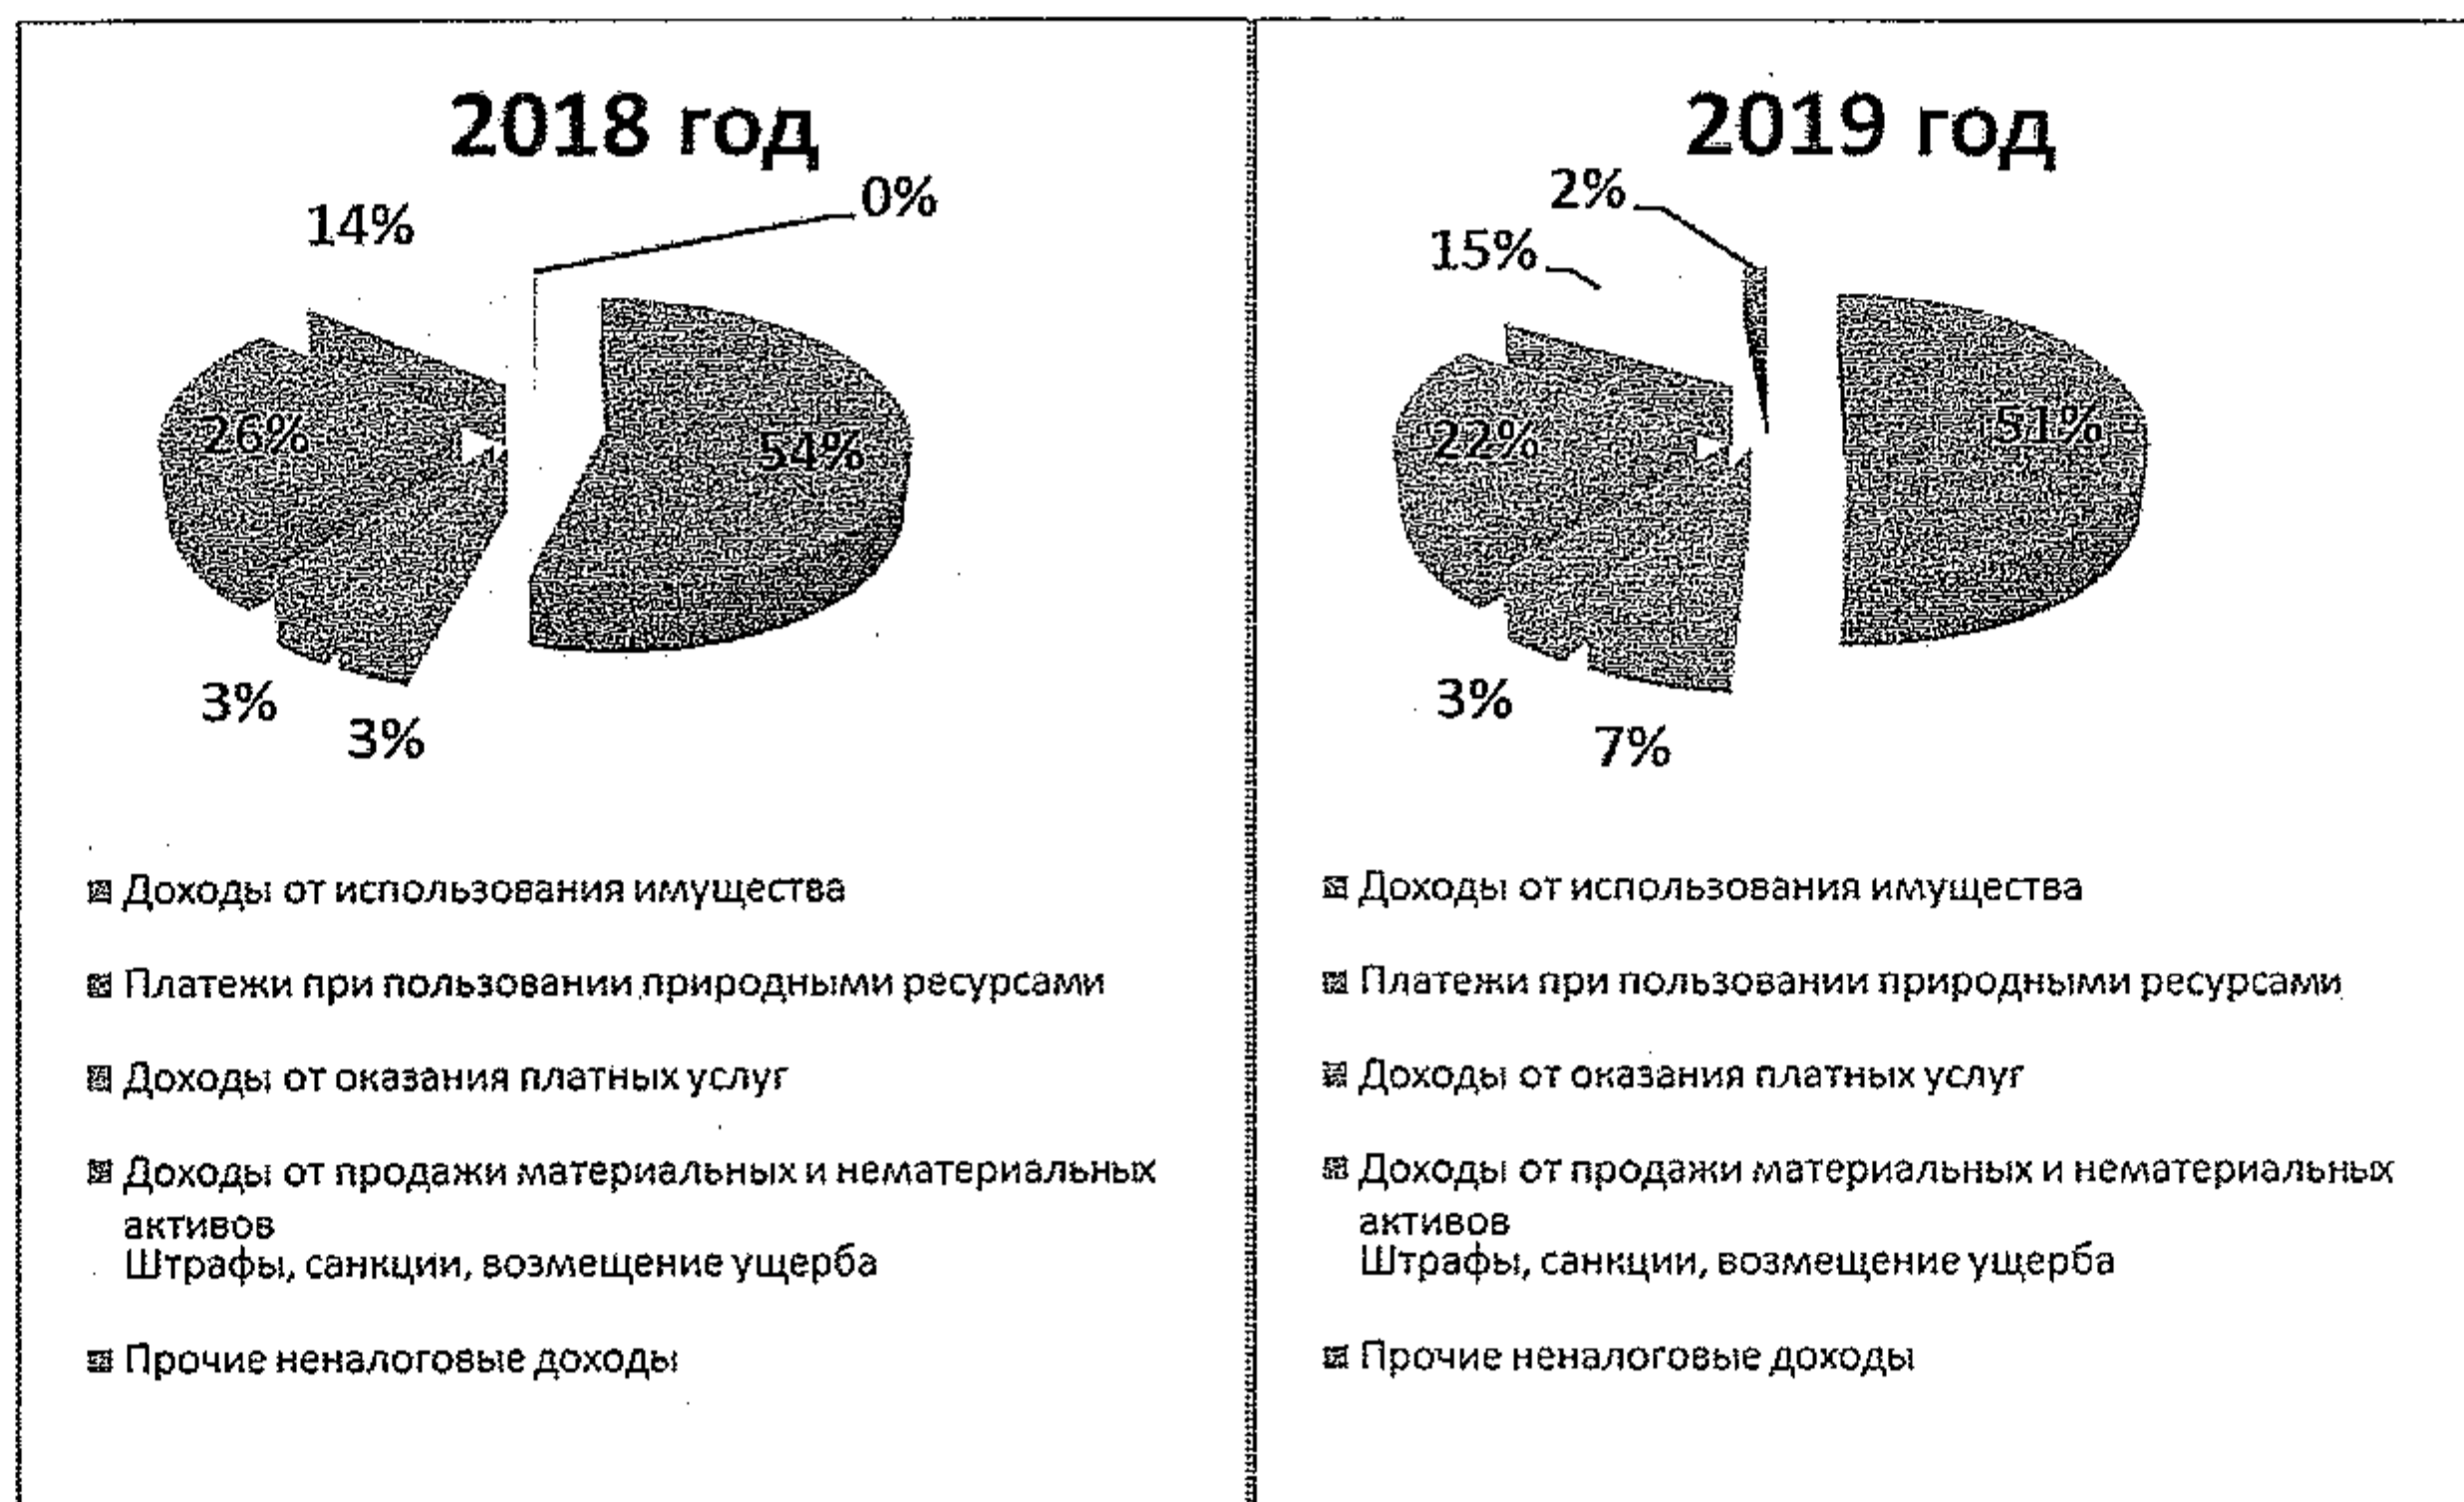 2018 год
14%
0%
26%
54%
3%
3%
Доходы от использования имущества
Платежи при пользовании природными ресурсами
Доходы от оказания платных услуг
Доходы от продажи материальных и нематериальных
активов
Штрафы, санкции, возмещение ущерба
Прочие неналоговые доходы
2019 год
2%
15%
22%
51%
3%
7%
Доходы от использования имущества
Платежи при пользовании природными ресурсами
Доходы от оказания платных услуг
Доходы от продажи материальных и нематериальных
активов
Штрафы, санкции, возмещение ущерба
Прочие неналоговые доходы